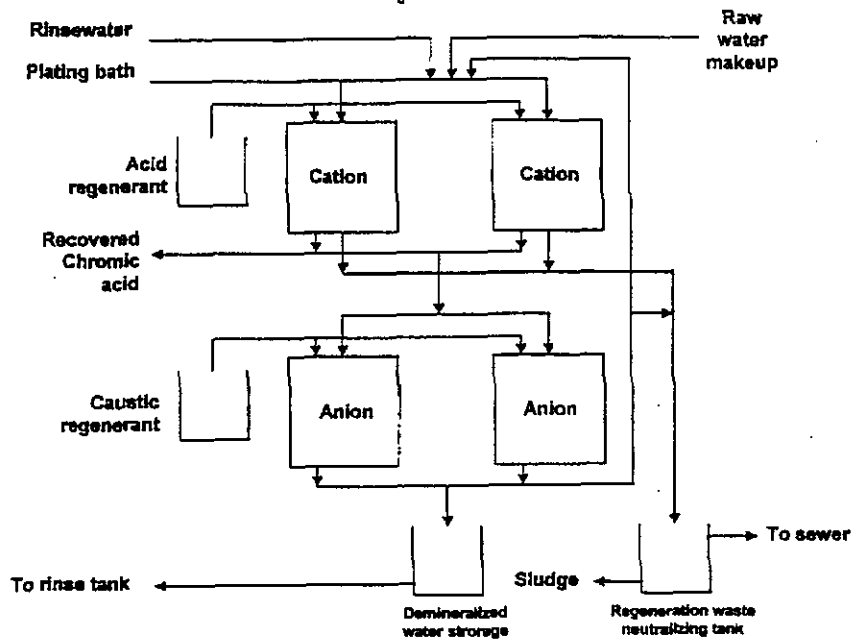 Rinsewater
Raw
water
makeup
Plating bath
Acid
regenerant
Cation
Cation
Recovered
Chromic
acid
Caustic
regenerant
Anion
Anion
To sewer
To rinse tank
Sludge
Demineralized
water strorage
Regeneration waste
neutralizing tank